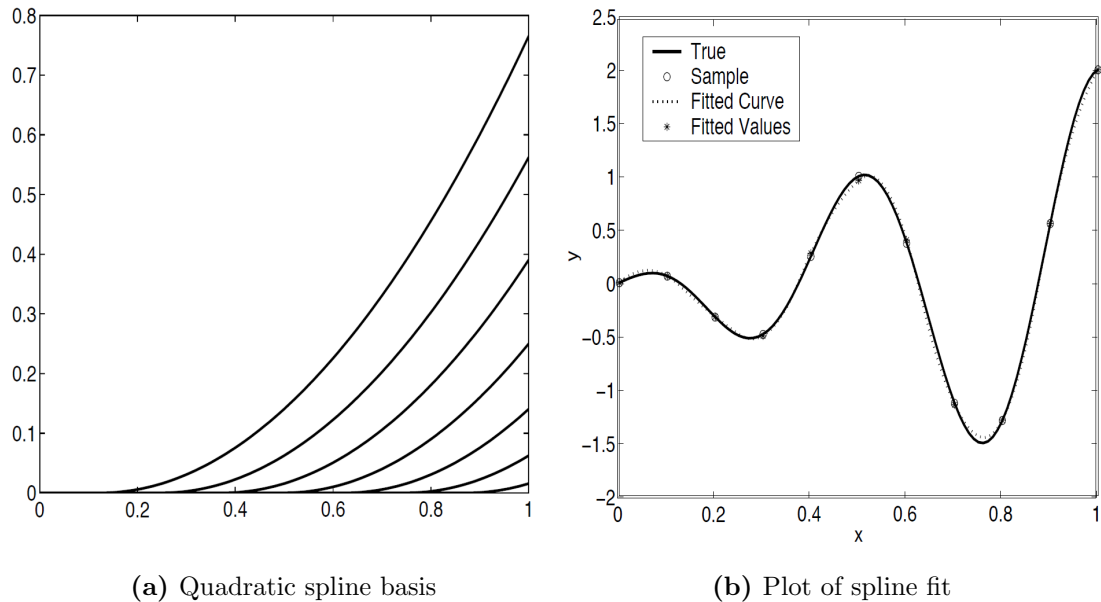 0.8
0.7
0.6
0.5
0.4
0.3
0.2
0.1
0
0 0.2 0.4 0.6 0.8 1
2.5
2
1.5
1
0.5
0
−0.5
−1
−1.5
−2
y
True
Sample
Fitted Curve
Fitted Values
0 0.2 0.4 0.6 0.8 1
x
(a) Quadratic spline basis
(b) Plot of spline fit